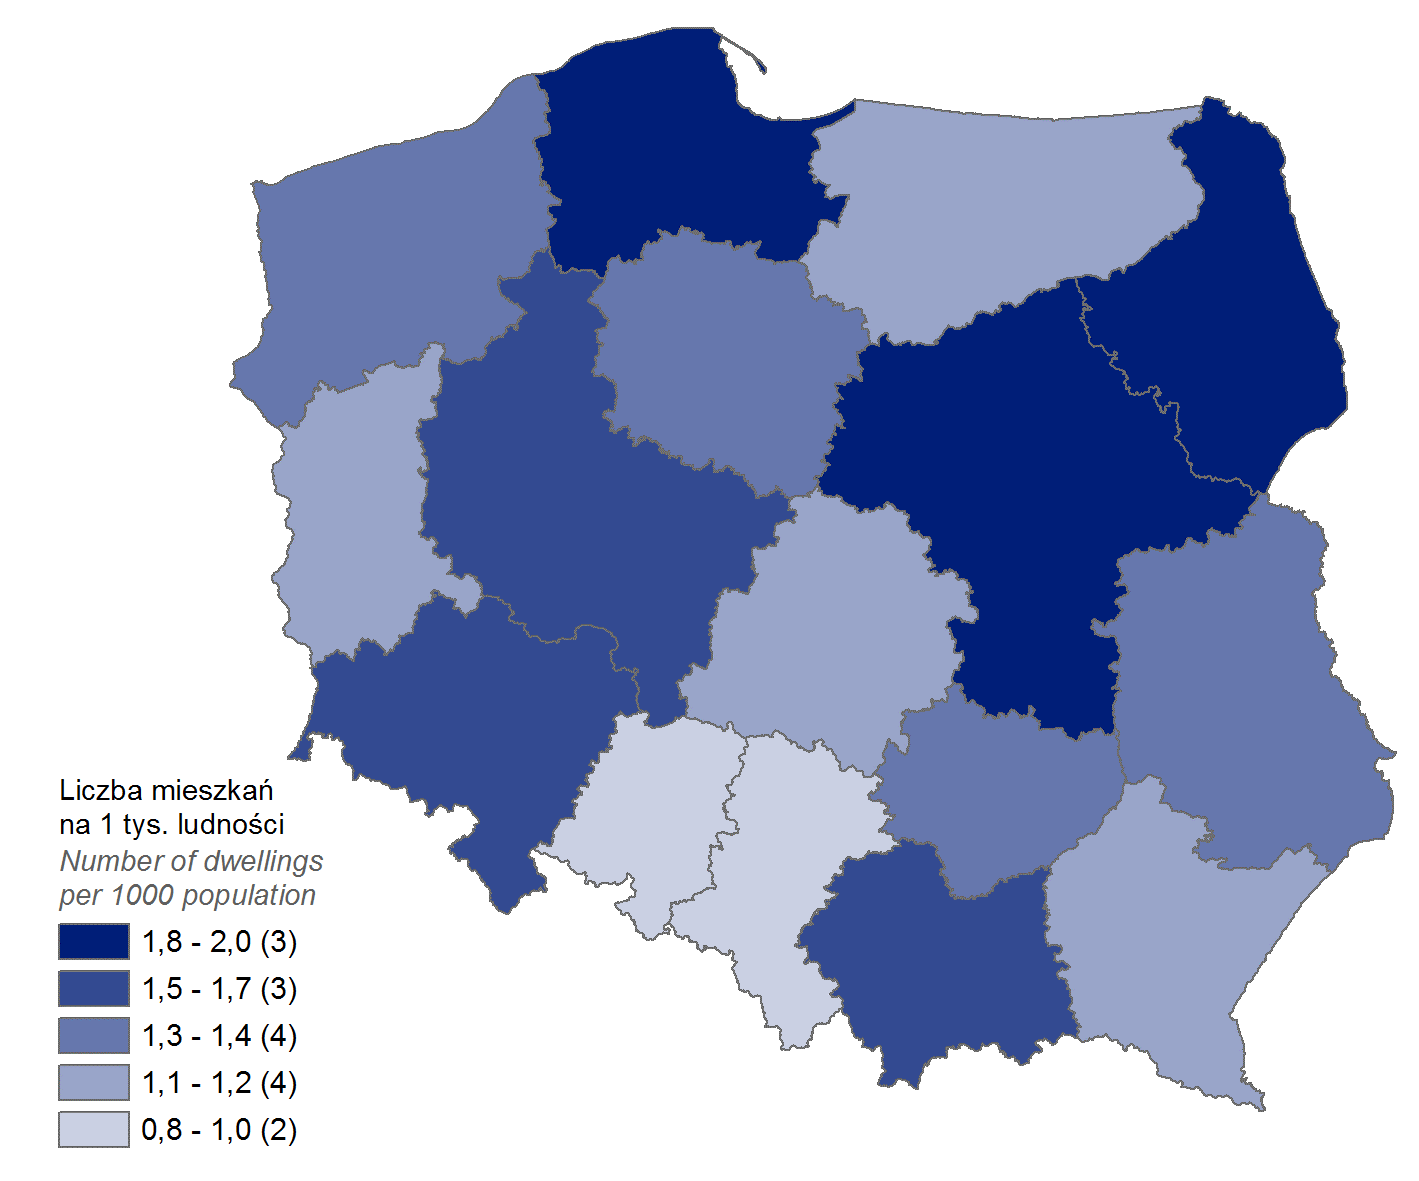 Liczba mieszkań
na 1 tys. ludności
Number of dwellings
per 1000 population
1,8 - 2,0 (3)
1,5 - 1,7 (3)
1,3 - 1,4 (4)
1,1 - 1,2 (4)
0,8 - 1,0 (2)